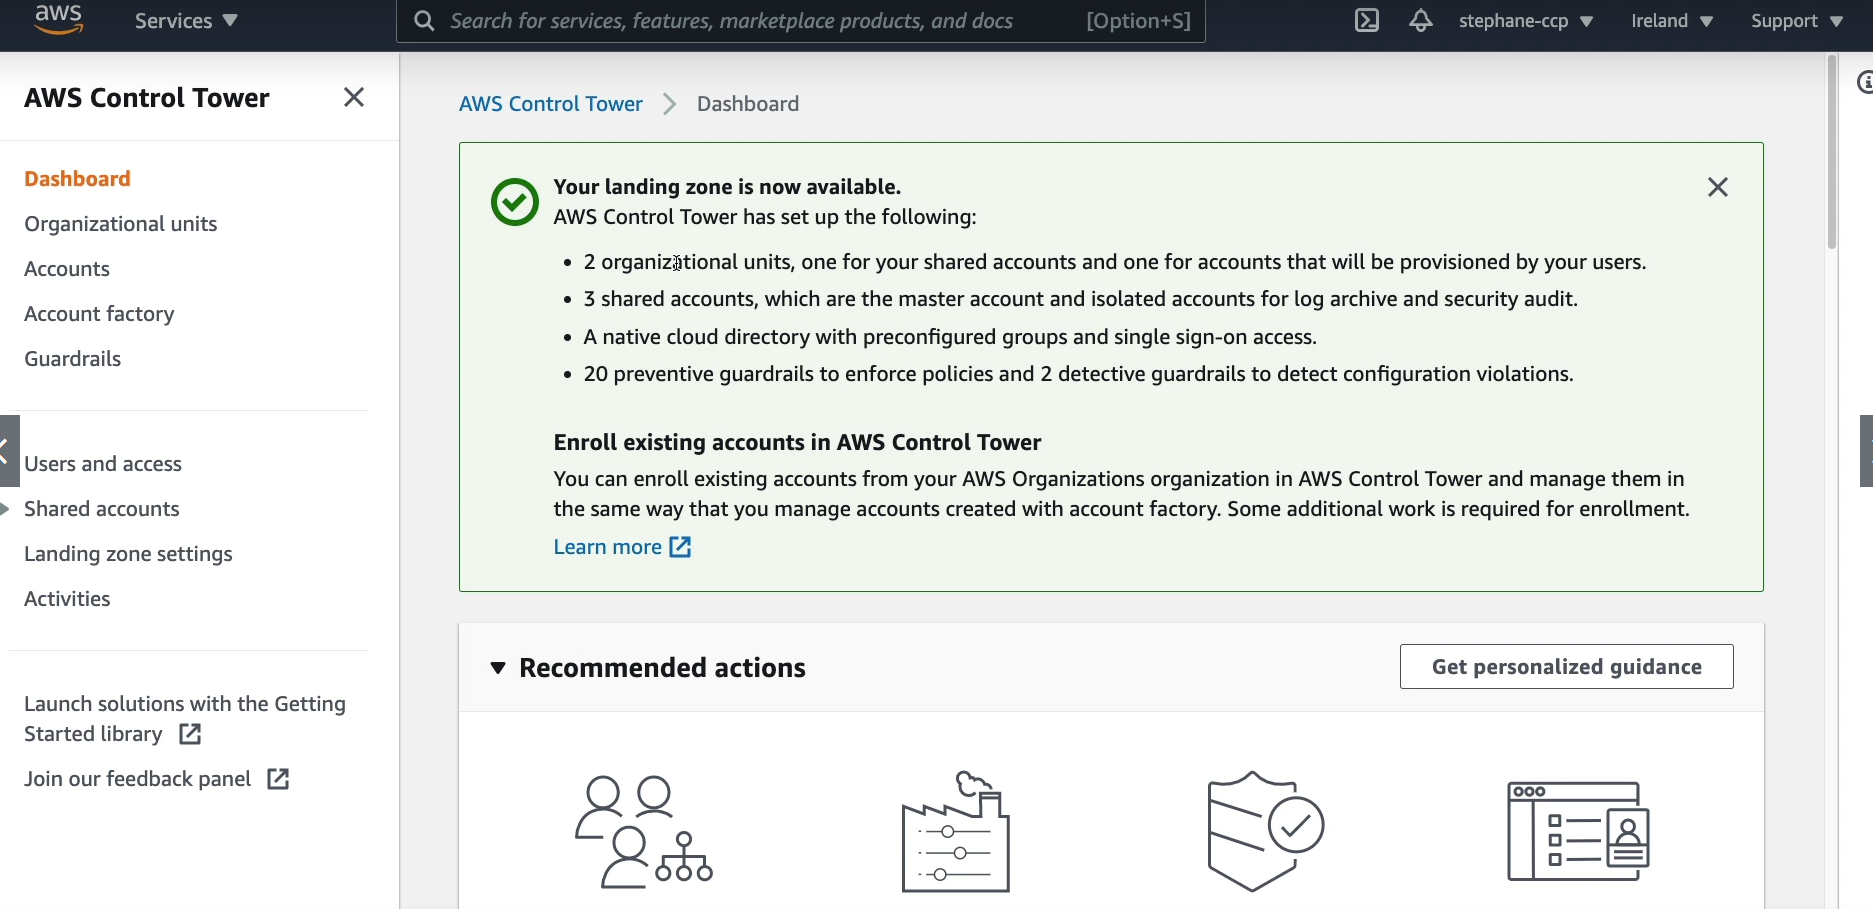 aws
Services
Search for services, features, marketplace products, and docs
[Option+S]
stephane-ccp
Ireland
Support
AWS Control Tower
Dashboard
Organizational units
Accounts
Account factory
Guardrails
Users and access
Shared accounts
Landing zone settings
Activities
Launch solutions with the Getting
Started library
Join our feedback panel
AWS Control Tower > Dashboard
Your landing zone is now available.
AWS Control Tower has set up the following:
• 2 organizational units, one for your shared accounts and one for accounts that will be provisioned by your users.
• 3 shared accounts, which are the master account and isolated accounts for log archive and security audit.
• A native cloud directory with preconfigured groups and single sign-on access.
• 20 preventive guardrails to enforce policies and 2 detective guardrails to detect configuration violations.
Enroll existing accounts in AWS Control Tower
You can enroll existing accounts from your AWS Organizations organization in AWS Control Tower and manage them in
the same way that you manage accounts created with account factory. Some additional work is required for enrollment.
Learn more
Recommended actions
Get personalized guidance